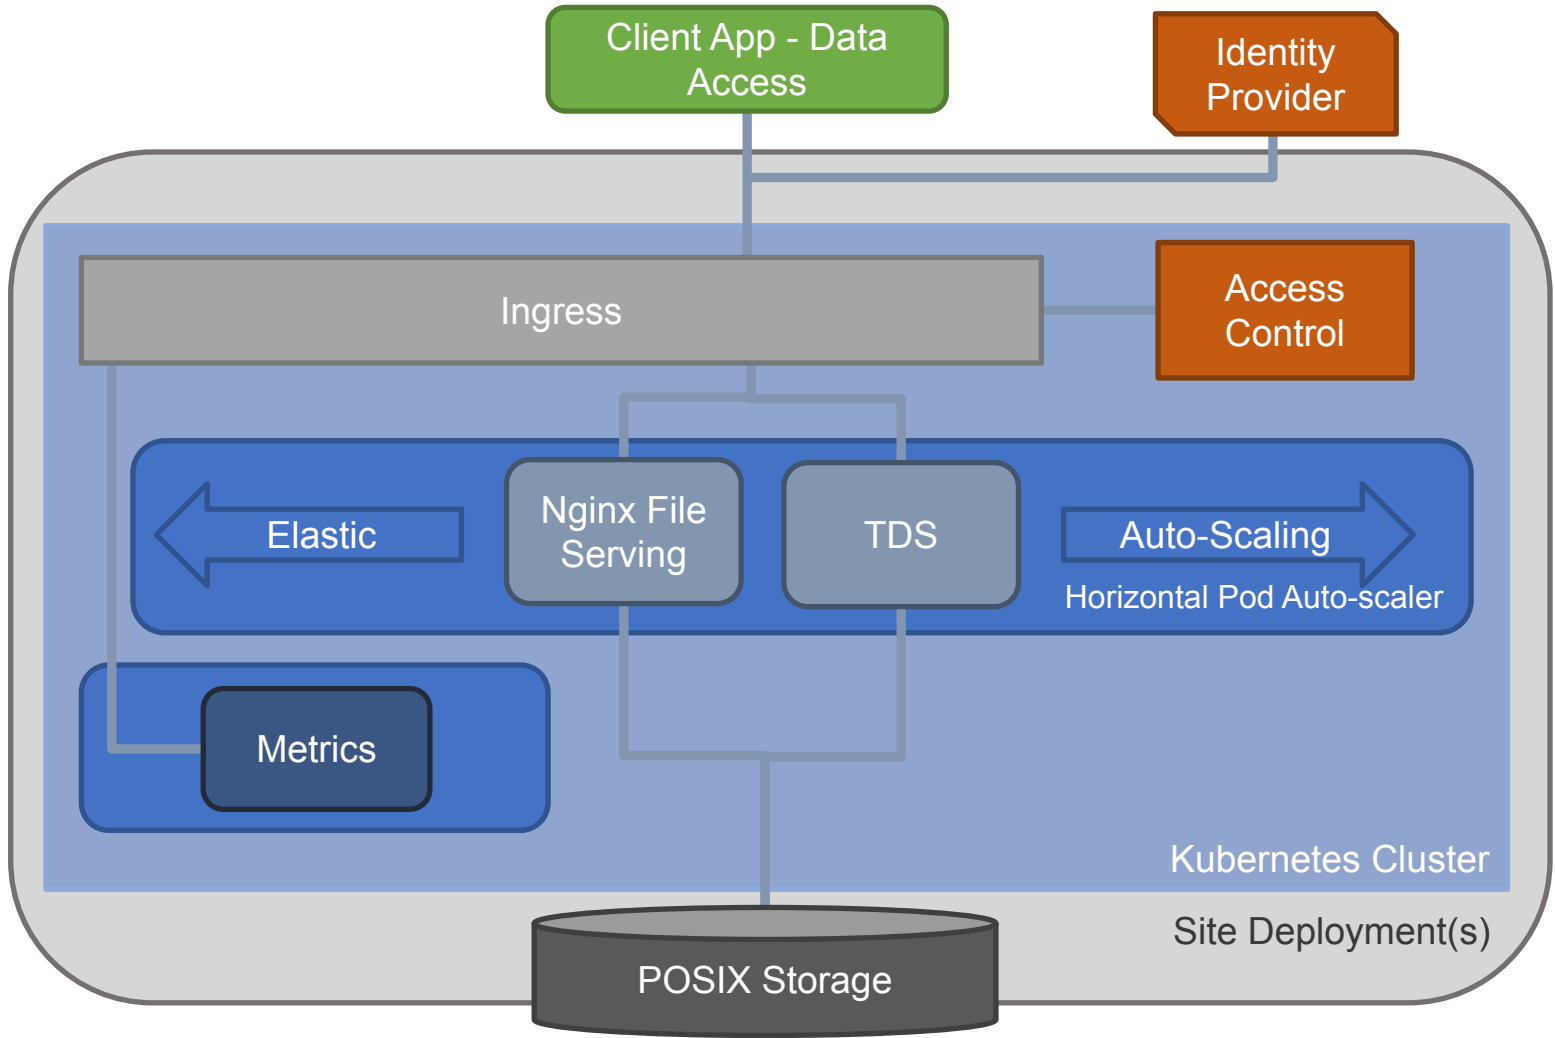 Client App - Data
Access
Identity
Provider
Ingress
Access
Control
Elastic
Nginx File
Serving
TDS
Auto-Scaling
Horizontal Pod Auto-scaler
Metrics
Kubernetes Cluster
Site Deployment(s)
POSIX Storage